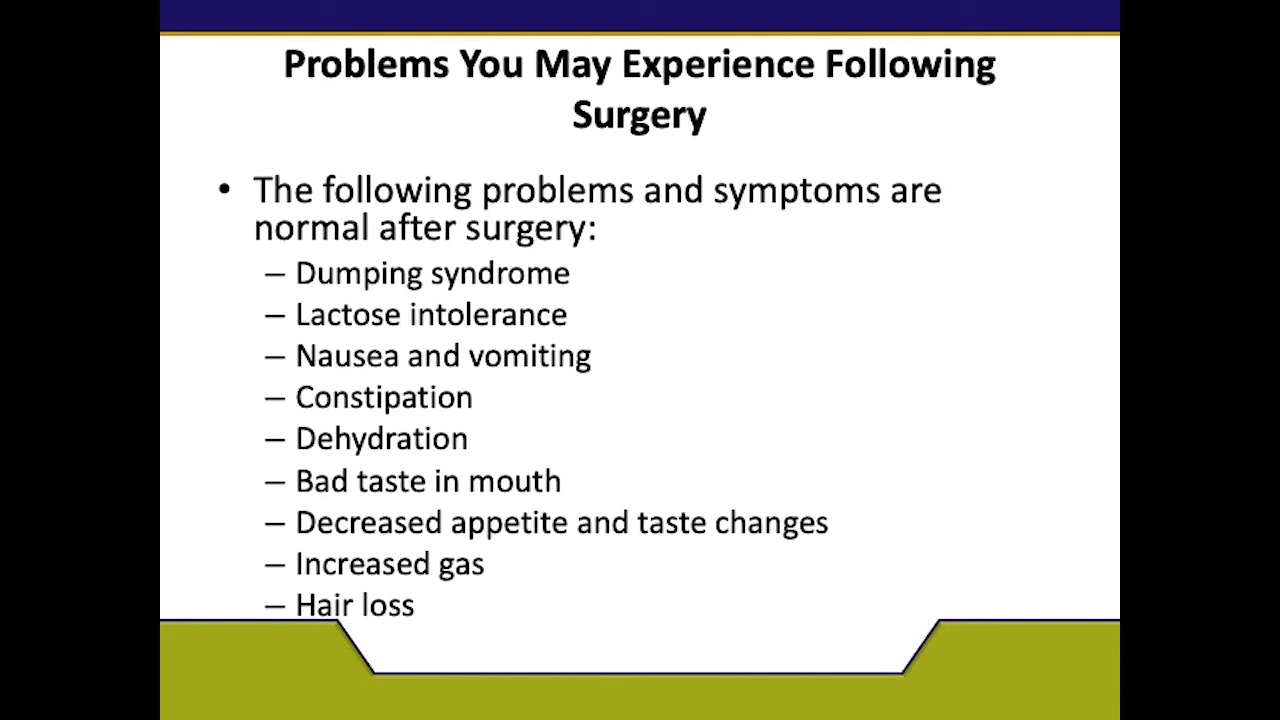 Problems You May Experience Following
Surgery
• The following problems and symptoms are
normal after surgery:
– Dumping syndrome
– Lactose intolerance
– Nausea and vomiting
– Constipation
– Dehydration
– Bad taste in mouth
– Decreased appetite and taste changes
– Increased gas
– Hair loss